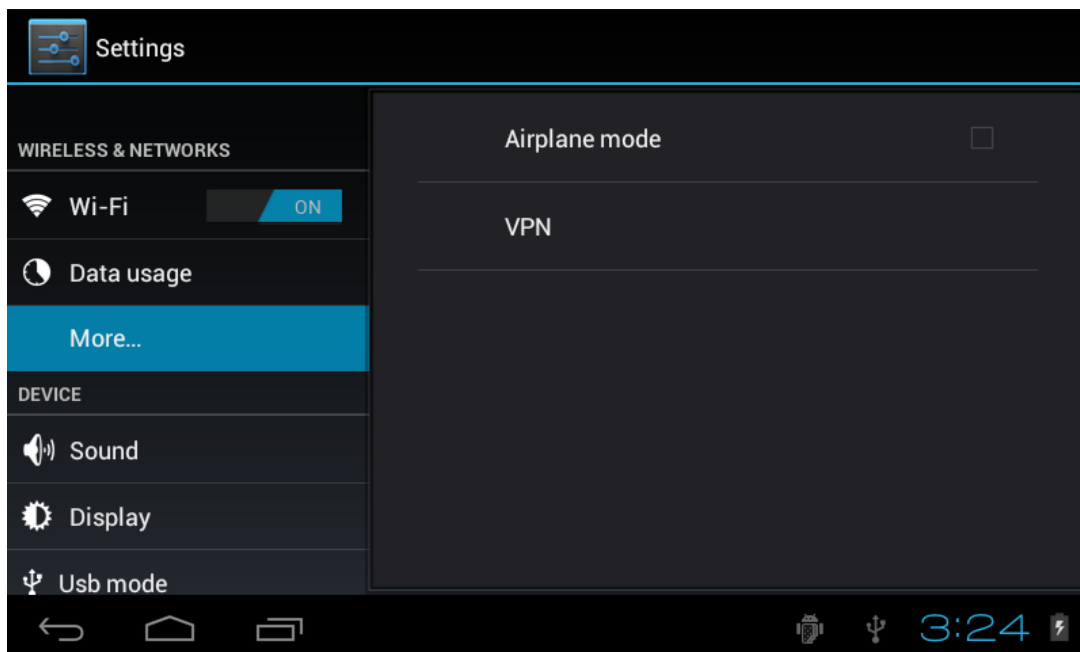 Settings
WIRELESS & NETWORKS
Wi-Fi ON
Data usage
More...
DEVICE
Sound
Display
Usb mode
Airplane mode
VPN
3:24